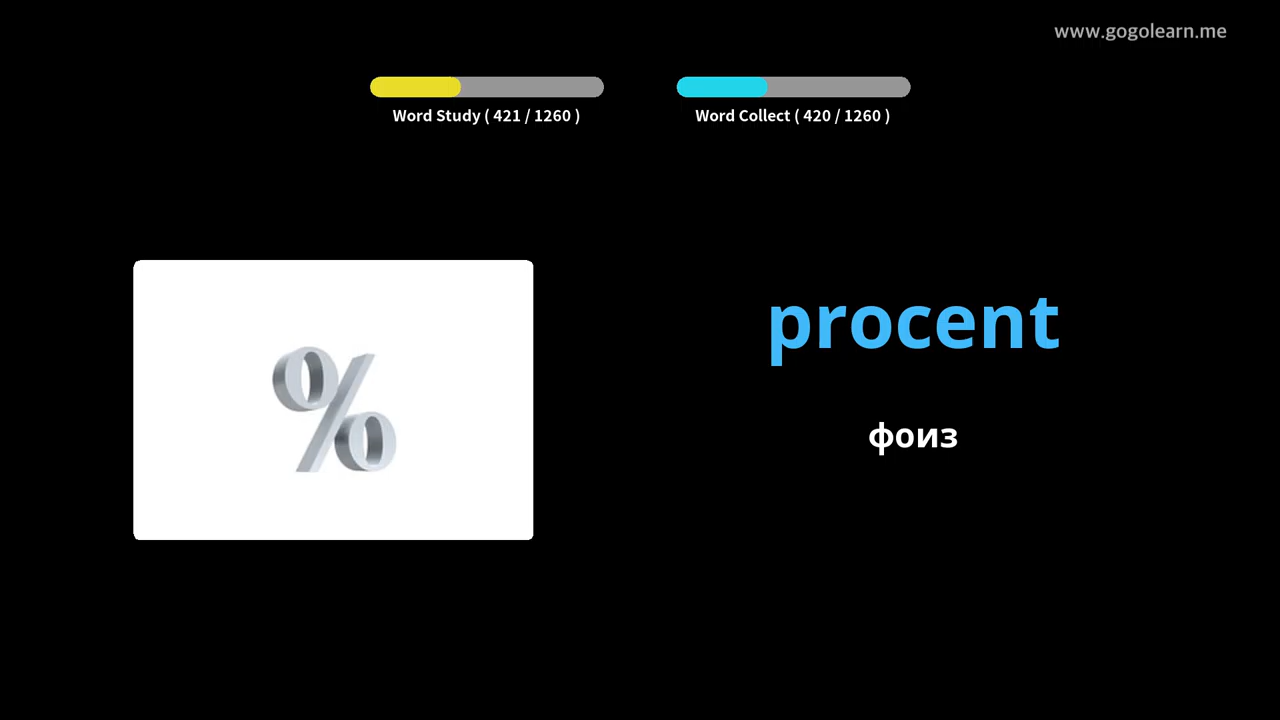 www.gogolearn.me
Word Study ( 421 / 1260 )
Word Collect ( 420 / 1260 )
%
procent
фоиз